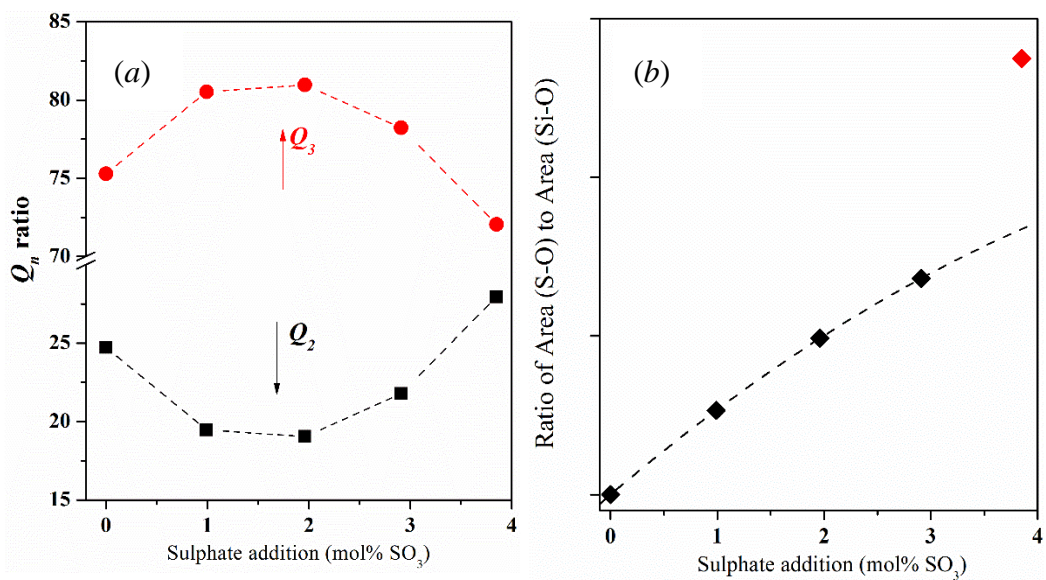 (a)
85
80
75
70
25
20
15
Qn ratio
Q3
Q2
0 1 2 3 4
Sulphate addition (mol% SO3)
(b)
Ratio of Area (S-O) to Area (Si-O)
0 1 2 3 4
Sulphate addition (mol% SO3)